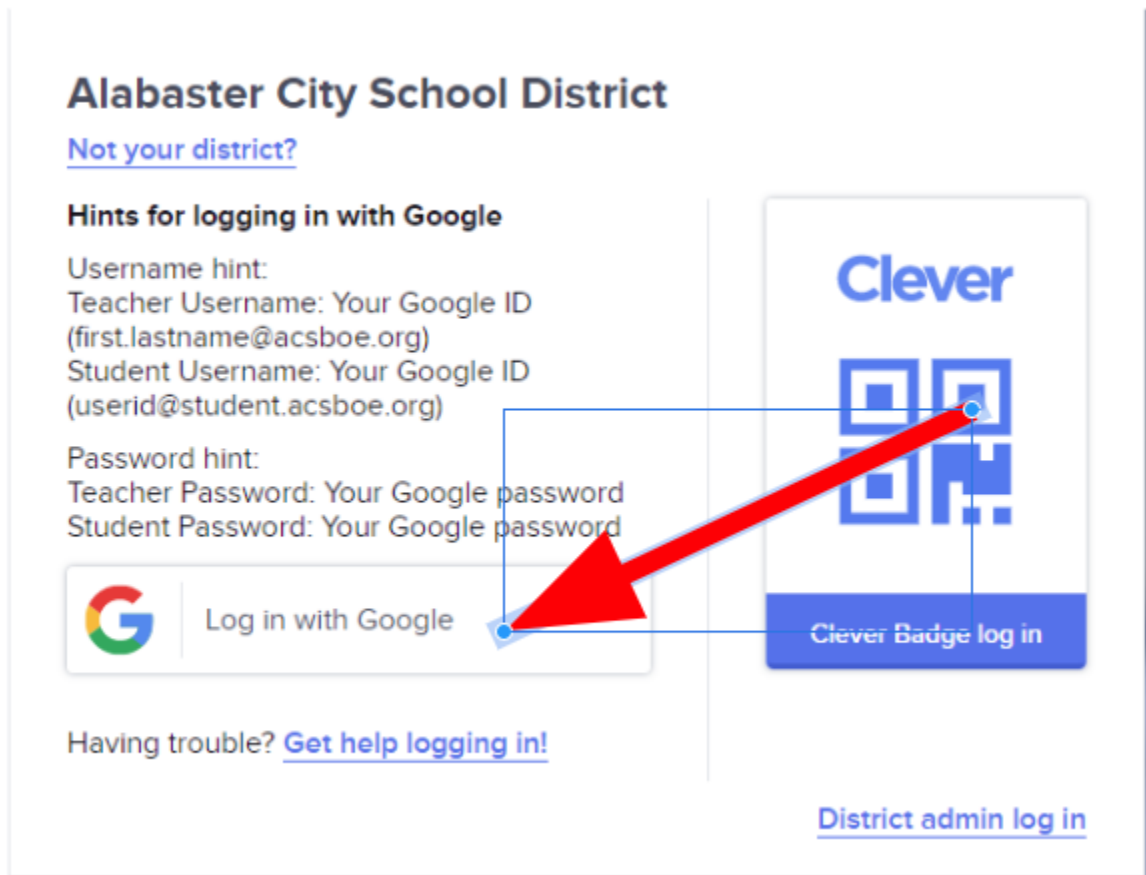 Alabaster City School District
Not your district?
Hints for logging in with Google
Username hint:
Teacher Username: Your Google ID
(first.lastname@acsboe.org)
Student Username: Your Google ID
(userid@student.acsboe.org)
Password hint:
Teacher Password: Your Google password
Student Password: Your Google password
Log in with Google
Having trouble? Get help logging in!
Clever
Clever Badge log in
District admin log in